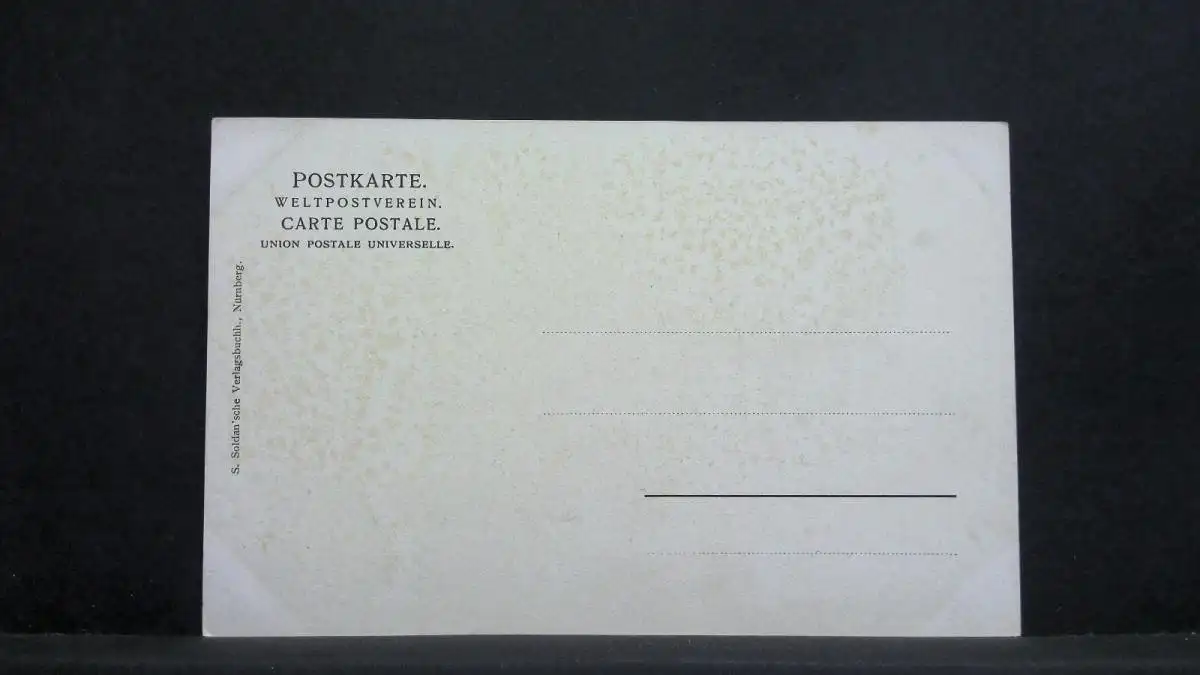 POSTKARTE.
WELTPOSTVEREIN.
CARTE POSTALE.
UNION POSTALE UNIVERSELLE.
S. Soldan'sche Verlagsbuchh., Nürnberg.